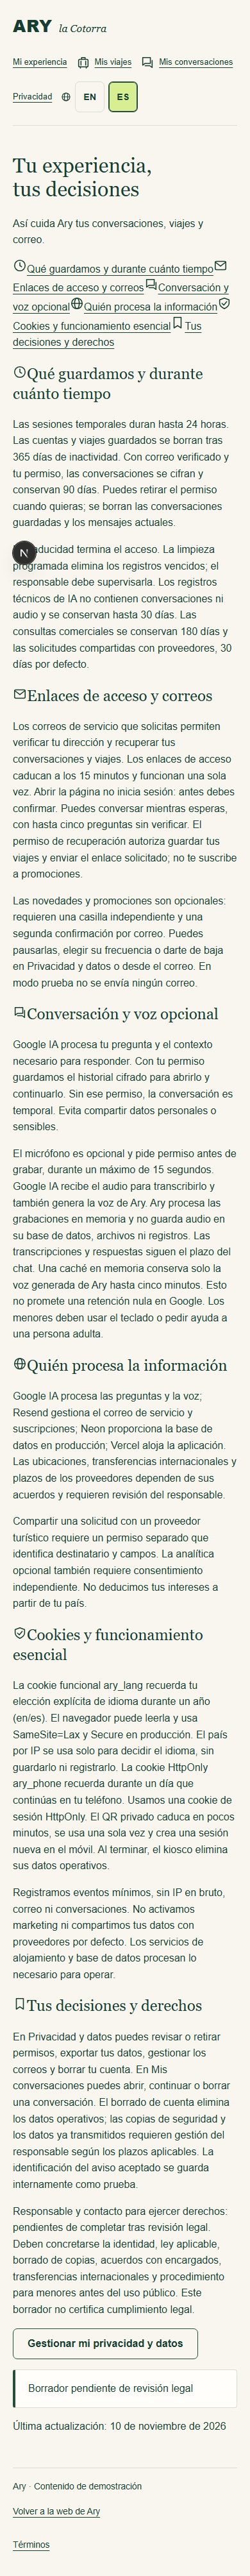 ARY la Cotorra
Mi experiencia Mis viajes Mis conversaciones
Privacidad EN ES
Tu experiencia,
tus decisiones
Así cuida Ary tus conversaciones, viajes y
correo.
Qué guardamos y durante cuánto tiempo
Enlaces de acceso y correos Conversación y
voz opcional Quién procesa la información
Cookies y funcionamiento esencial Tus
decisiones y derechos
Qué guardamos y durante
cuánto tiempo
Las sesiones temporales duran hasta 24 horas.
Las cuentas y viajes guardados se borran tras
365 días de inactividad. Con correo verificado y
tu permiso, las conversaciones se cifran y
conservan 90 días. Puedes retirar el permiso
cuando quieras; se borran las conversaciones
guardadas y los mensajes actuales.
ducidad termina el acceso. La limpieza
programada elimina los registros vencidos; el
responsable debe supervisarla. Los registros
técnicos de IA no contienen conversaciones ni
audio y se conservan hasta 30 días. Las
consultas comerciales se conservan 180 días y
las solicitudes compartidas con proveedores, 30
días por defecto.
Enlaces de acceso y correos
Los correos de servicio que solicitas permiten
verificar tu dirección y recuperar tus
conversaciones y viajes. Los enlaces de acceso
caducan a los 15 minutos y funcionan una sola
vez. Abrir la página no inicia sesión: antes debes
confirmar. Puedes conversar mientras esperas,
con hasta cinco preguntas sin verificar. El
permiso de recuperación autoriza guardar tus
viajes y enviar el enlace solicitado; no te suscribe
a promociones.
Las novedades y promociones son opcionales:
requieren una casilla independiente y una
segunda confirmación por correo. Puedes
pausarlas, elegir su frecuencia o darte de baja
en Privacidad y datos o desde el correo. En
modo prueba no se envía ningún correo.
Conversación y voz opcional
Google IA procesa tu pregunta y el contexto
necesario para responder. Con tu permiso
guardamos el historial cifrado para abrirlo y
continuarlo. Sin ese permiso, la conversación es
temporal. Evita compartir datos personales o
sensibles.
El micrófono es opcional y pide permiso antes de
grabar, durante un máximo de 15 segundos.
Google IA recibe el audio para transcribirlo y
también genera la voz de Ary. Ary procesa las
grabaciones en memoria y no guarda audio en
su base de datos, archivos ni registros. Las
transcripciones y respuestas siguen el plazo del
chat. Una caché en memoria conserva solo la
voz generada de Ary hasta cinco minutos. Esto
no promete una retención nula en Google. Los
menores deben usar el teclado o pedir ayuda a
una persona adulta.
Quién procesa la información
Google IA procesa las preguntas y la voz;
Resend gestiona el correo de servicio y
suscripciones; Neon proporciona la base de
datos en producción; Vercel aloja la aplicación.
Las ubicaciones, transferencias internacionales y
plazos de los proveedores dependen de sus
acuerdos y requieren revisión del responsable.
Compartir una solicitud con un proveedor
turístico requiere un permiso separado que
identifica destinatario y campos. La analítica
opcional también requiere consentimiento
independiente. No deducimos tus intereses a
partir de tu país.
Cookies y funcionamiento
esencial
La cookie funcional ary_lang recuerda tu
elección explícita de idioma durante un año
(en/es). El navegador puede leerla y usa
SameSite=Lax y Secure en producción. El país
por IP se usa solo para decidir el idioma, sin
guardarlo ni registrarlo. La cookie HttpOnly
ary_phone recuerda durante un día que
continúas en tu teléfono. Usamos una cookie de
sesión HttpOnly. El QR privado caduca en pocos
minutos, se usa una sola vez y crea una sesión
nueva en el móvil. Al terminar, el kiosco elimina
sus datos operativos.
Registramos eventos mínimos, sin IP en bruto,
correo ni conversaciones. No activamos
marketing ni compartimos tus datos con
proveedores por defecto. Los servicios de
alojamiento y base de datos procesan lo
necesario para operar.
Tus decisiones y derechos
En Privacidad y datos puedes revisar o retirar
permisos, exportar tus datos, gestionar los
correos y borrar tu cuenta. En Mis
conversaciones puedes abrir, continuar o borrar
una conversación. El borrado de cuenta elimina
los datos operativos; las copias de seguridad y
los datos ya transmitidos requieren gestión del
responsable según los plazos aplicables. La
identificación del aviso aceptado se guarda
internamente como prueba.
Responsable y contacto para ejercer derechos:
pendientes de completar tras revisión legal.
Deben concretarse la identidad, ley aplicable,
borrado de copias, acuerdos con encargados,
transferencias internacionales y procedimiento
para menores antes del uso público. Este
borrador no certifica cumplimiento legal.
Gestionar mi privacidad y datos
Borrador pendiente de revisión legal
Última actualización: 10 de noviembre de 2026
Ary · Contenido de demostración
Volver a la web de Ary
Términos